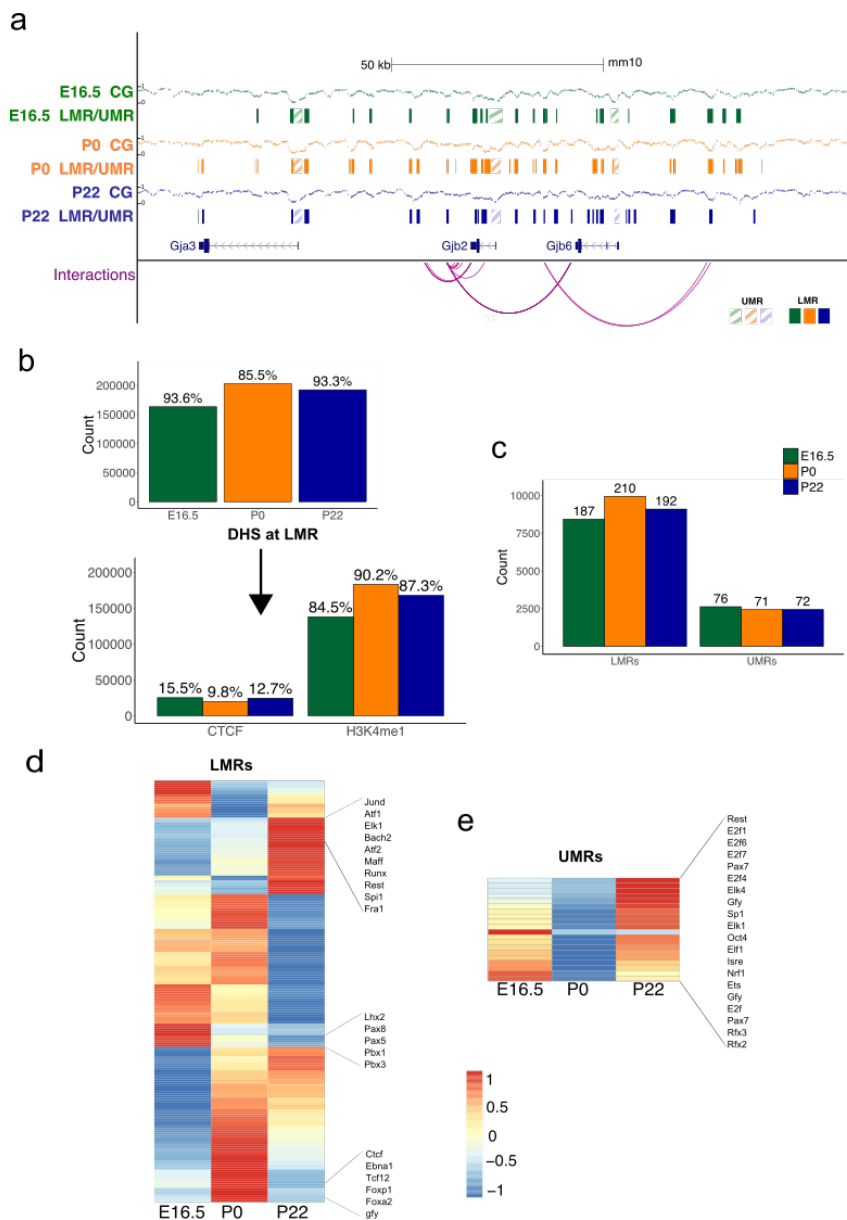 a
50 kb
mm10
E16.5 CG
1
0
E16.5 LMR/UMR
P0 CG
1
0
P0 LMR/UMR
P22 CG
1
0
P22 LMR/UMR
Gja3
Gjb2
Gjb6
Interactions
UMR
LMR
b
93.6%
85.5%
93.3%
Count
200000
150000
100000
50000
0
E16.5
P0
P22
DHS at LMR
84.5%
90.2%
87.3%
15.5%
9.8%
12.7%
Count
200000
150000
100000
50000
0
CTCF
H3K4me1
c
E16.5
P0
P22
187
210
192
76
71
72
Count
10000
7500
5000
2500
0
LMRs
UMRs
d
LMRs
Jund
Atf1
Elk1
Bach2
Atf2
Maff
Runx
Rest
Spi1
Fra1
Lhx2
Pax8
Pax5
Pbx1
Pbx3
Ctcf
Ebna1
Tcf12
Foxp1
Foxa2
gfy
E16.5 P0 P22
e
UMRs
Rest
E2f1
E2f6
E2f7
Pax7
E2f4
Elk4
Gfy
Sp1
Elk1
Oct4
Elf1
Isre
Nrf1
Ets
Gfy
E2f
Pax7
Rfx3
Rfx2
E16.5 P0 P22
1
0.5
0
−0.5
−1